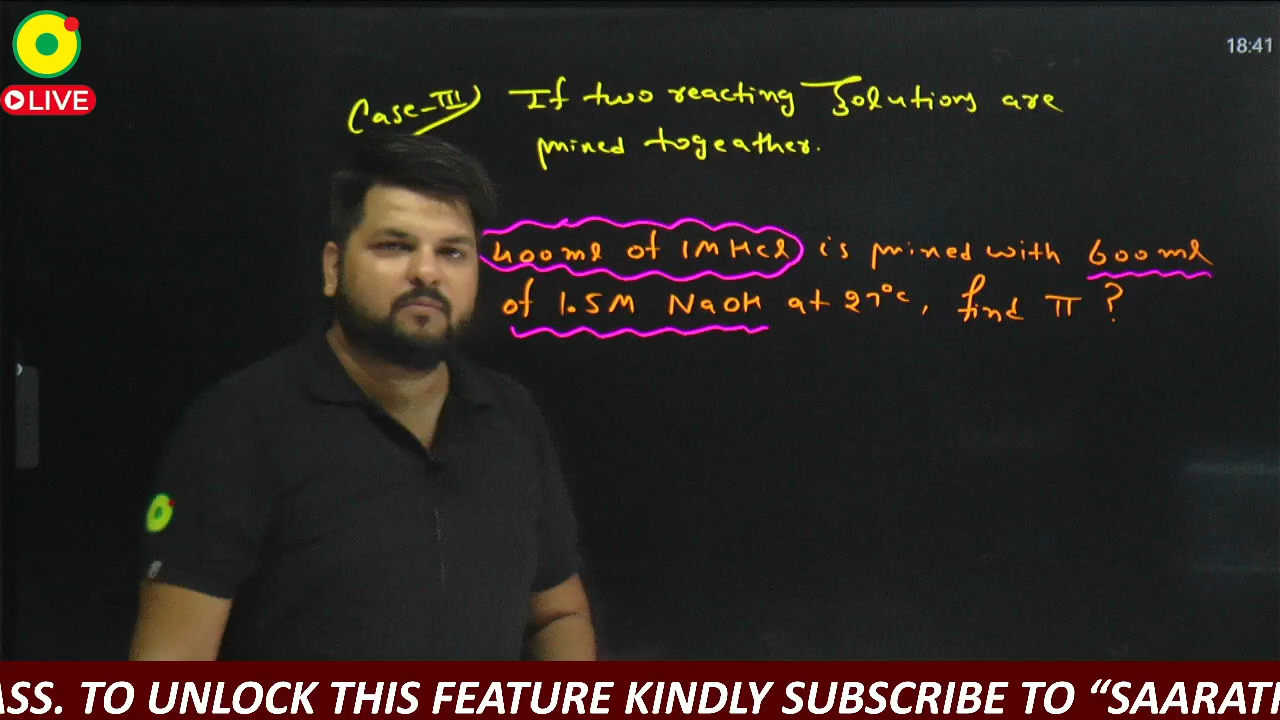 18:41
LIVE
Case-III) If two reacting Solutions are
mixed togeather.
400ml of 1M HCl is mixed with 600ml
of 1.5M NaOH at 27°C, find π ?
ASS. TO UNLOCK THIS FEATURE KINDLY SUBSCRIBE TO “SAARATHI